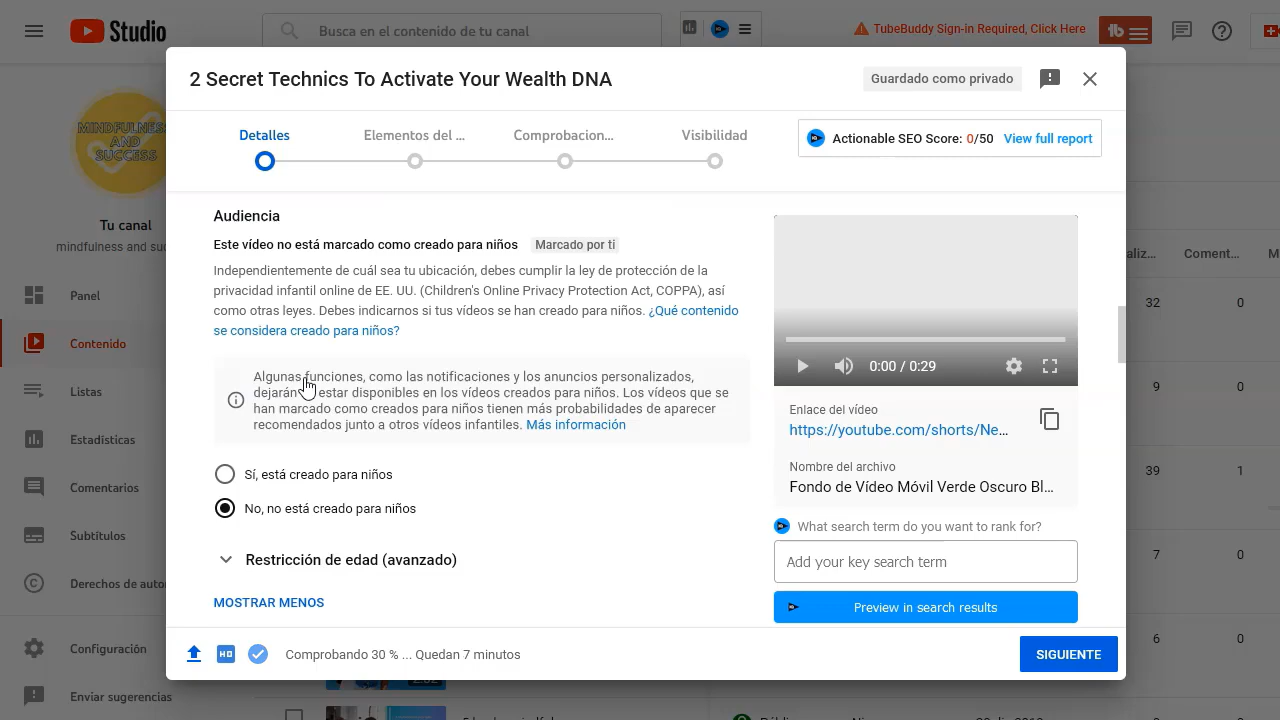 Studio
Busca en el contenido de tu canal
TubeBuddy Sign-in Required, Click Here
tb
2 Secret Technics To Activate Your Wealth DNA
Guardado como privado
Detalles
Elementos del ...
Comprobacion...
Visibilidad
Actionable SEO Score: 0/50 View full report
MINDFULNESS
AND
SUCCESS
Tu canal
mindfulness and suc
Panel
Contenido
Listas
Estadísticas
Comentarios
Subtítulos
Derechos de autor
Configuración
Enviar sugerencias
Audiencia
Este vídeo no está marcado como creado para niños Marcado por ti
Independientemente de cuál sea tu ubicación, debes cumplir la ley de protección de la
privacidad infantil online de EE. UU. (Children's Online Privacy Protection Act, COPPA), así
como otras leyes. Debes indicarnos si tus vídeos se han creado para niños. ¿Qué contenido
se considera creado para niños?
Algunas funciones, como las notificaciones y los anuncios personalizados,
dejarán de estar disponibles en los vídeos creados para niños. Los vídeos que se
han marcado como creados para niños tienen más probabilidades de aparecer
recomendados junto a otros vídeos infantiles. Más información
Sí, está creado para niños
No, no está creado para niños
Restricción de edad (avanzado)
MOSTRAR MENOS
0:00 / 0:29
Enlace del vídeo
https://youtube.com/shorts/Ne...
Nombre del archivo
Fondo de Vídeo Móvil Verde Oscuro Bl...
What search term do you want to rank for?
Add your key search term
Preview in search results
HD
Comprobando 30 % ... Quedan 7 minutos
SIGUIENTE
aliz...
Coment...
32
0
9
0
39
1
7
0
6
0